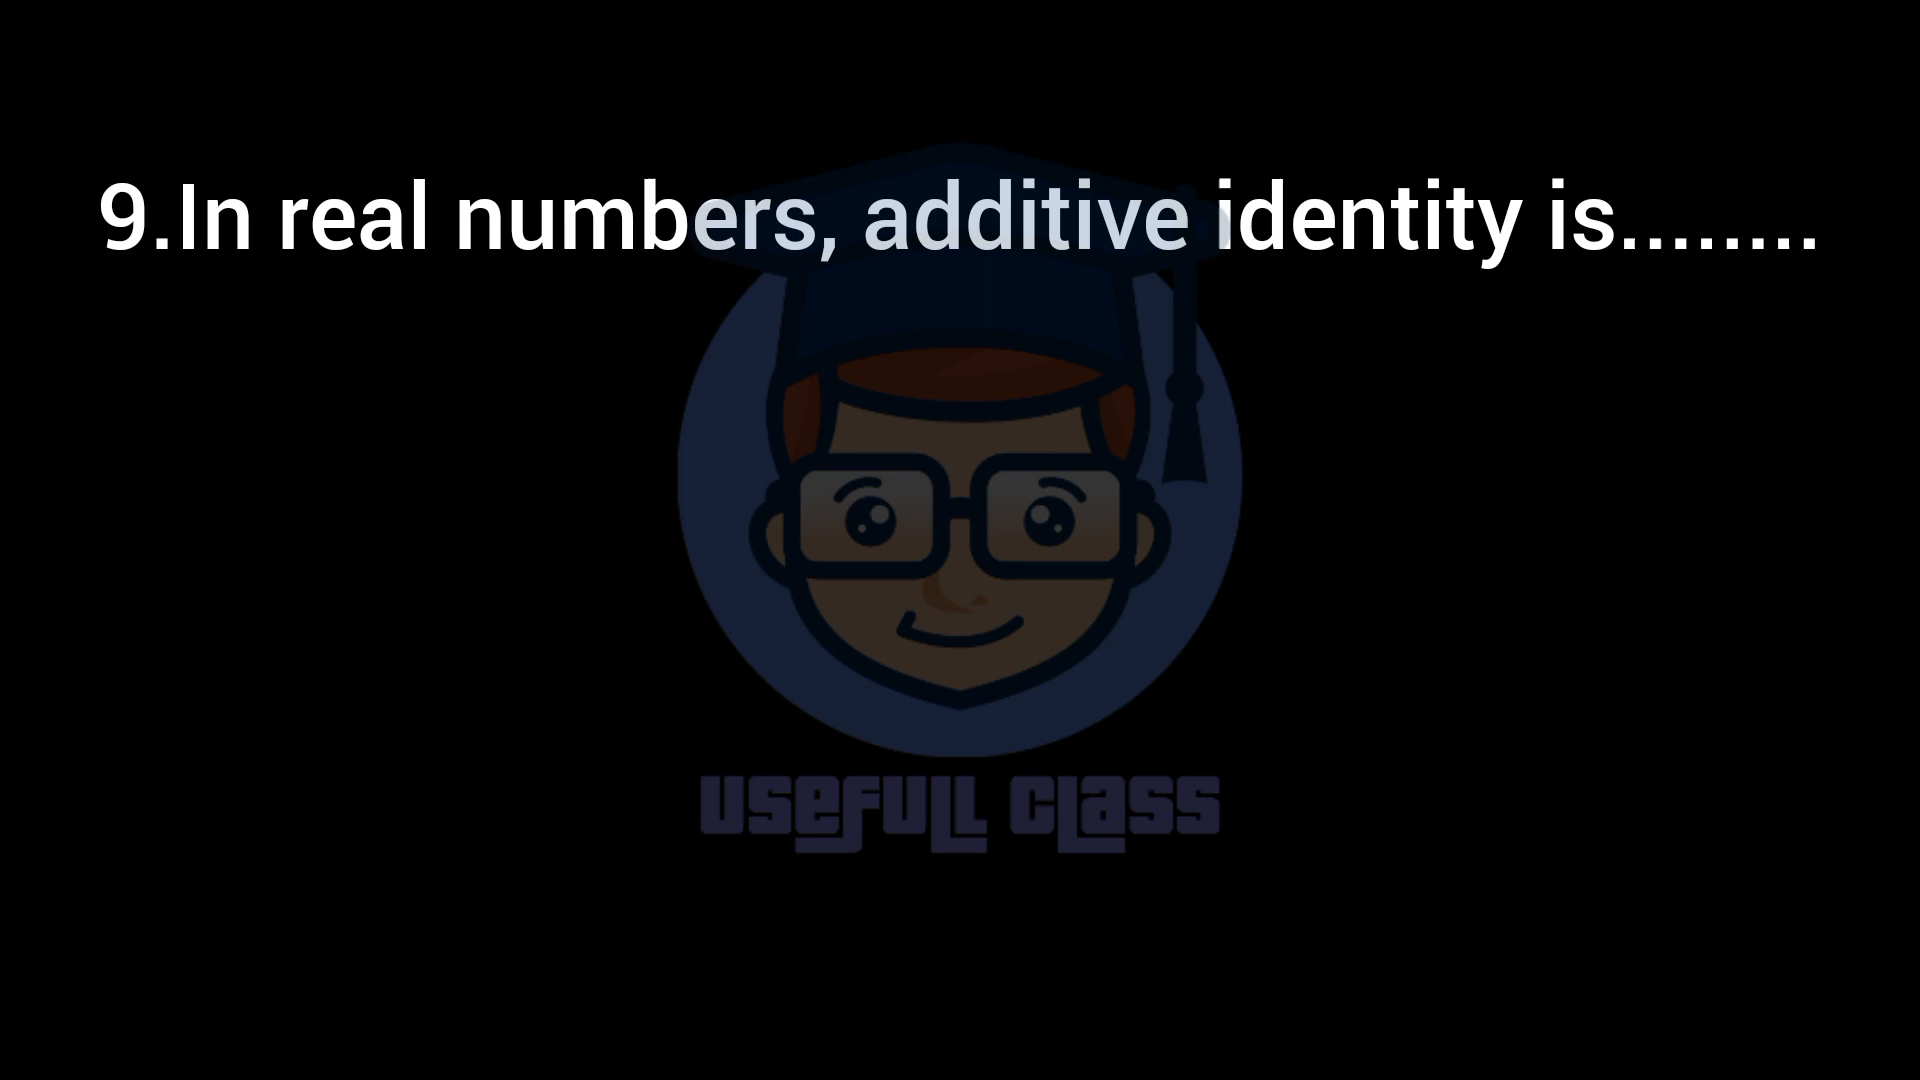 9.In real numbers, additive identity is........
USEFULL CLASS